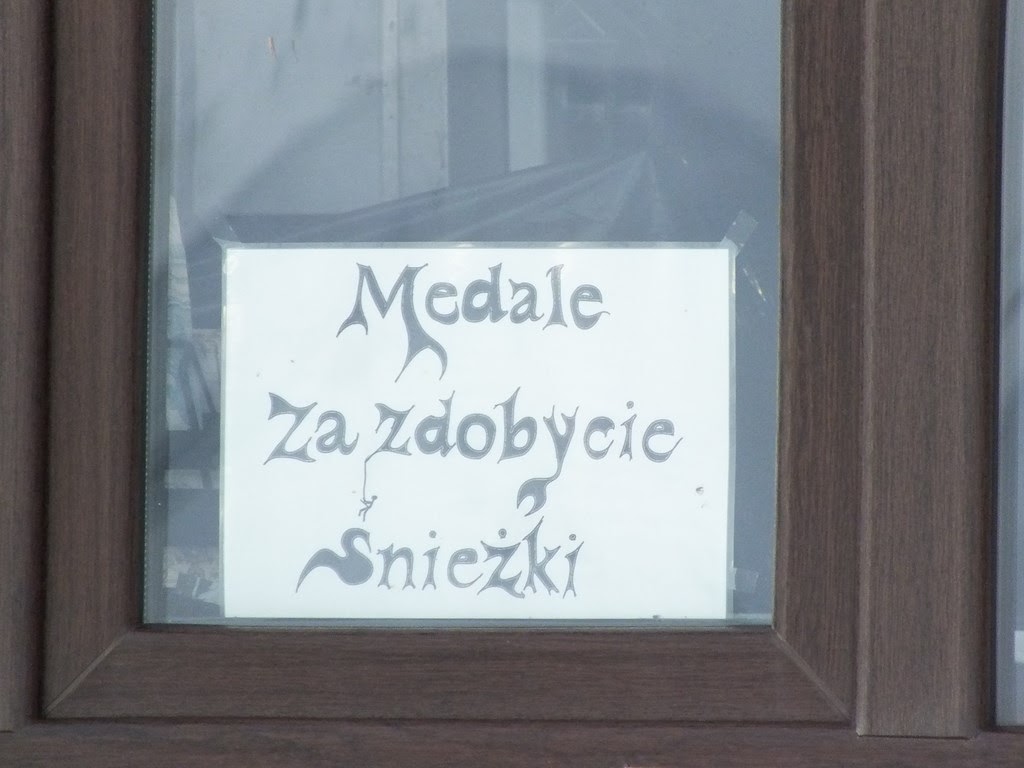 Medale
Za zdobycie
Śnieżki